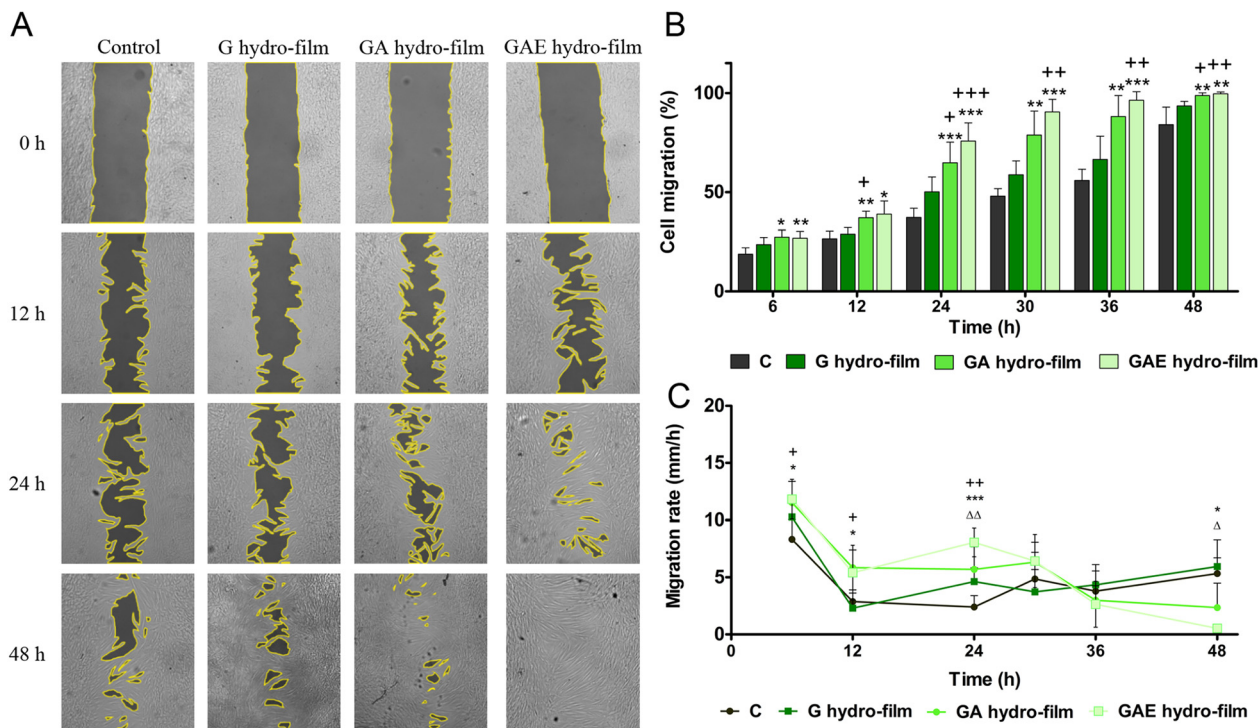 A
Control
G hydro-film
GA hydro-film
GAE hydro-film
0 h
12 h
24 h
48 h
B
Cell migration (%)
100
50
0
+
++
+++
++
++
+
++
*
**
**
*
***
***
**
***
**
***
**
**
6
12
24
30
36
48
Time (h)
C
G hydro-film
GA hydro-film
GAE hydro-film
C
Migration rate (mm/h)
20
15
10
5
0
+
*
+
*
++
***
ΔΔ
*
Δ
0
12
24
36
48
Time (h)
C
G hydro-film
GA hydro-film
GAE hydro-film